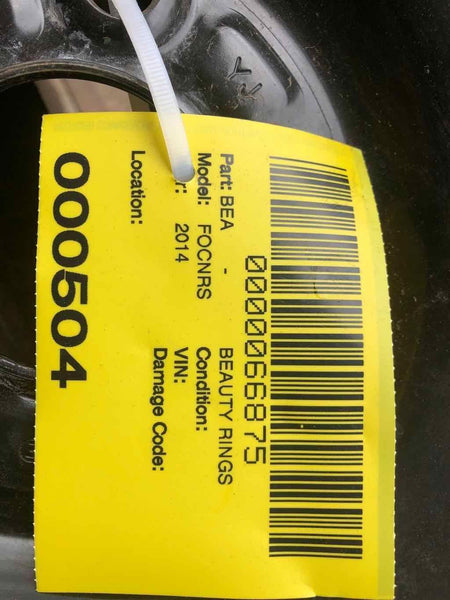 0000066875
Part: BEA - BEAUTY RINGS
Model: FOCNRS Condition:
r: 2014 VIN:
Damage Code:
Location:
000504